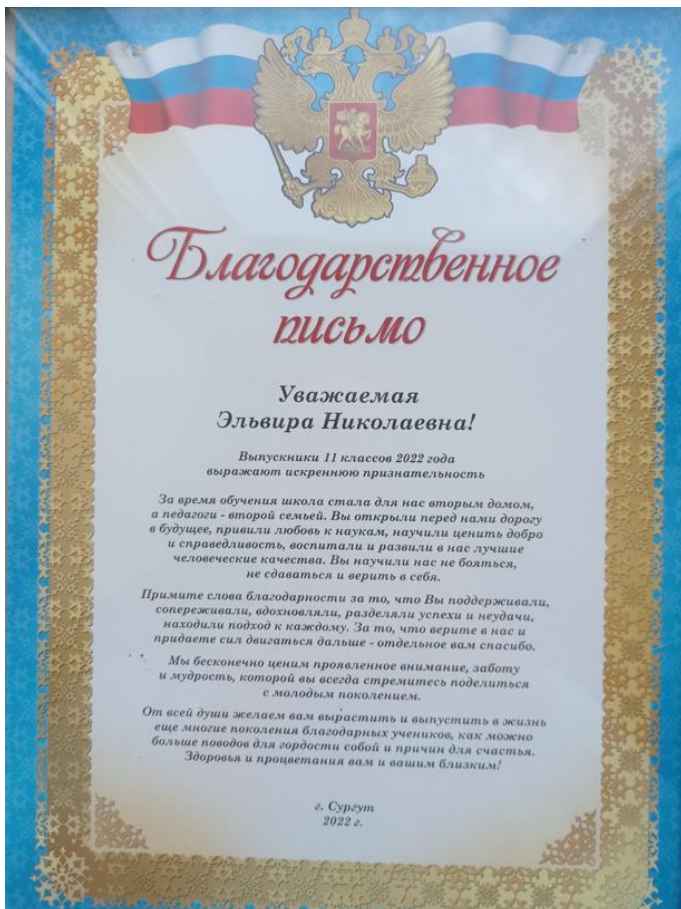 Благодарственное
письмо
Уважаемая
Эльвира Николаевна!
Выпускники 11 классов 2022 года
выражают искреннюю признательность
За время обучения школа стала для нас вторым домом,
а педагоги - второй семьей. Вы открыли перед нами дорогу
в будущее, привили любовь к наукам, научили ценить добро
и справедливость, воспитали и развили в нас лучшие
человеческие качества. Вы научили нас не бояться,
не сдаваться и верить в себя.
Примите слова благодарности за то, что Вы поддерживали,
сопереживали, вдохновляли, разделяли успехи и неудачи,
находили подход к каждому. За то, что верите в нас и
придаете сил двигаться дальше - отдельное вам спасибо.
Мы бесконечно ценим проявленное внимание, заботу
и мудрость, которой вы всегда стремитесь поделиться
с молодым поколением.
От всей души желаем вам вырастить и выпустить в жизнь
еще многие поколения благодарных учеников, как можно
больше поводов для гордости собой и причин для счастья.
Здоровья и процветания вам и вашим близким!
г. Сургут
2022 г.